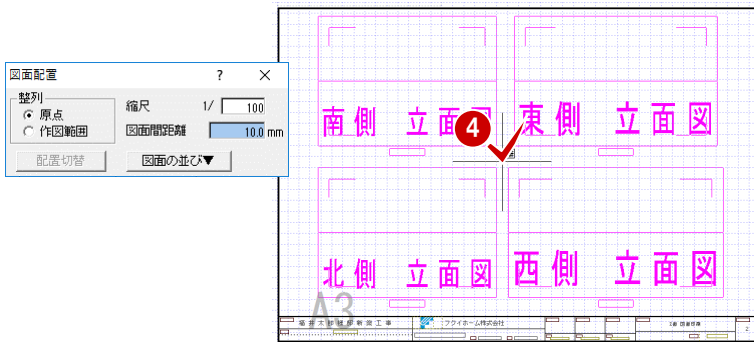 図面配置 ? ×
整列
原点
作図範囲
縮尺 1/ 100
図面間距離 10.0 mm
配置切替
図面の並び▼
南側 立面図
東側 立面図
4
北側 立面図
西側 立面図
A3
フクイホーム株式会社
2